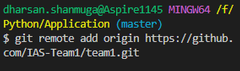 dharsan.shanmuga@Aspire1145 MINGW64 /f/
Python/Application (master)
$ git remote add origin https://github.
com/IAS-Team1/team1.git